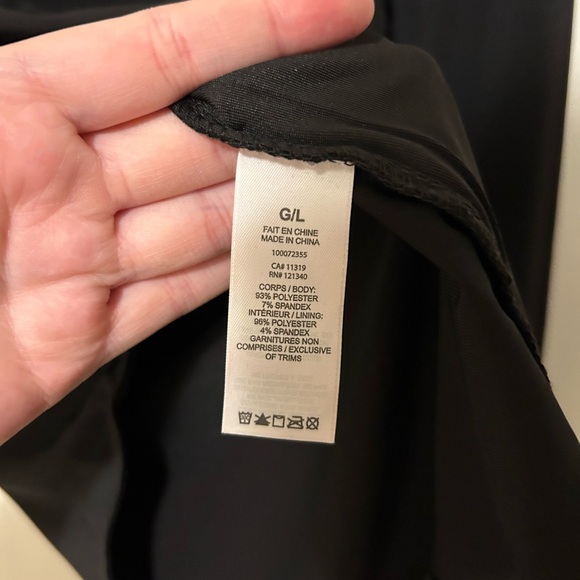 G/L
FAIT EN CHINE
MADE IN CHINA
100072355
CA# 11319
RN# 121340
CORPS / BODY:
93% POLYESTER
7% SPANDEX
INTÉRIEUR / LINING:
96% POLYESTER
4% SPANDEX
GARNITURES NON
COMPRISES / EXCLUSIVE
OF TRIMS